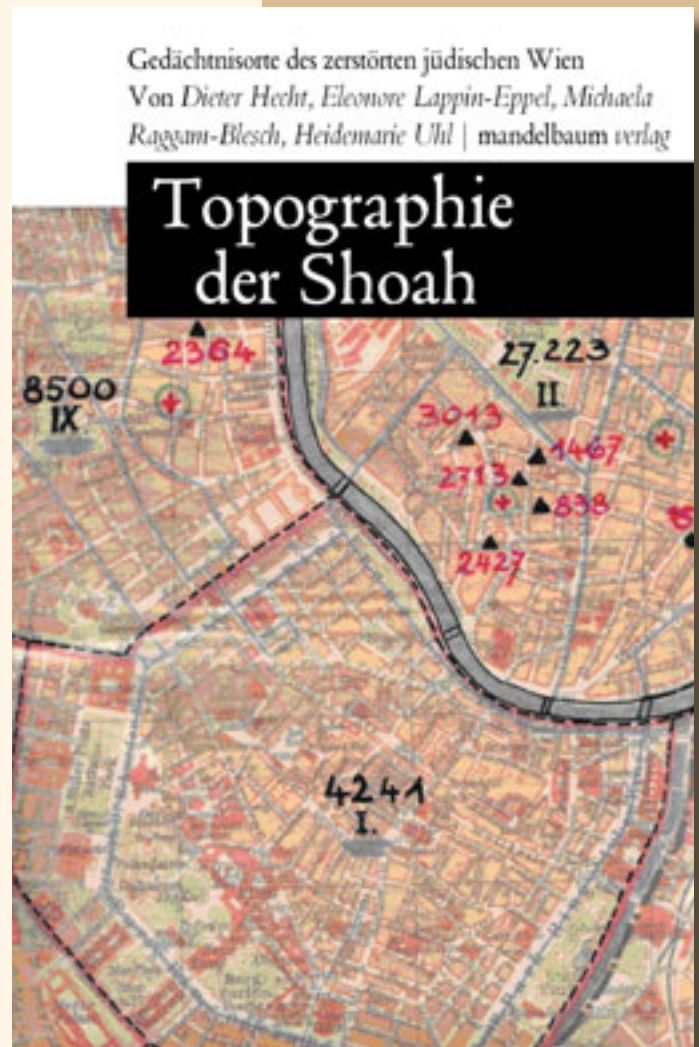 Gedächtnisorte des zerstörten jüdischen Wien
Von Dieter Hecht, Eleonore Lappin-Eppel, Michaela
Raggam-Blesch, Heidemarie Uhl | mandelbaum verlag
Topographie
der Shoah
2364
8500
IX
27.223
II
3013
1467
2713
838
2427
4241
I.